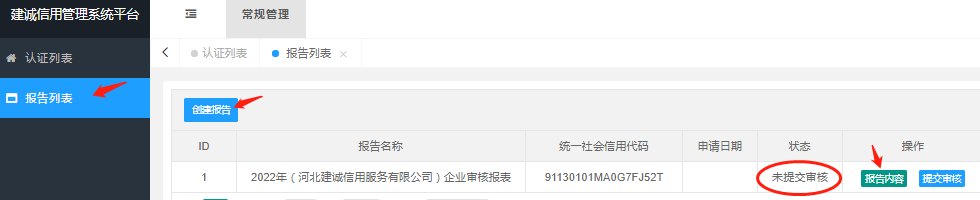 建诚信用管理系统平台
常规管理
认证列表
认证列表
报告列表
报告列表
创建报告
ID 报告名称 统一社会信用代码 申请日期 状态 操作
1 2022年（河北建诚信用服务有限公司）企业审核报表 91130101MA0G7FJ52T 未提交审核 报告内容 提交审核